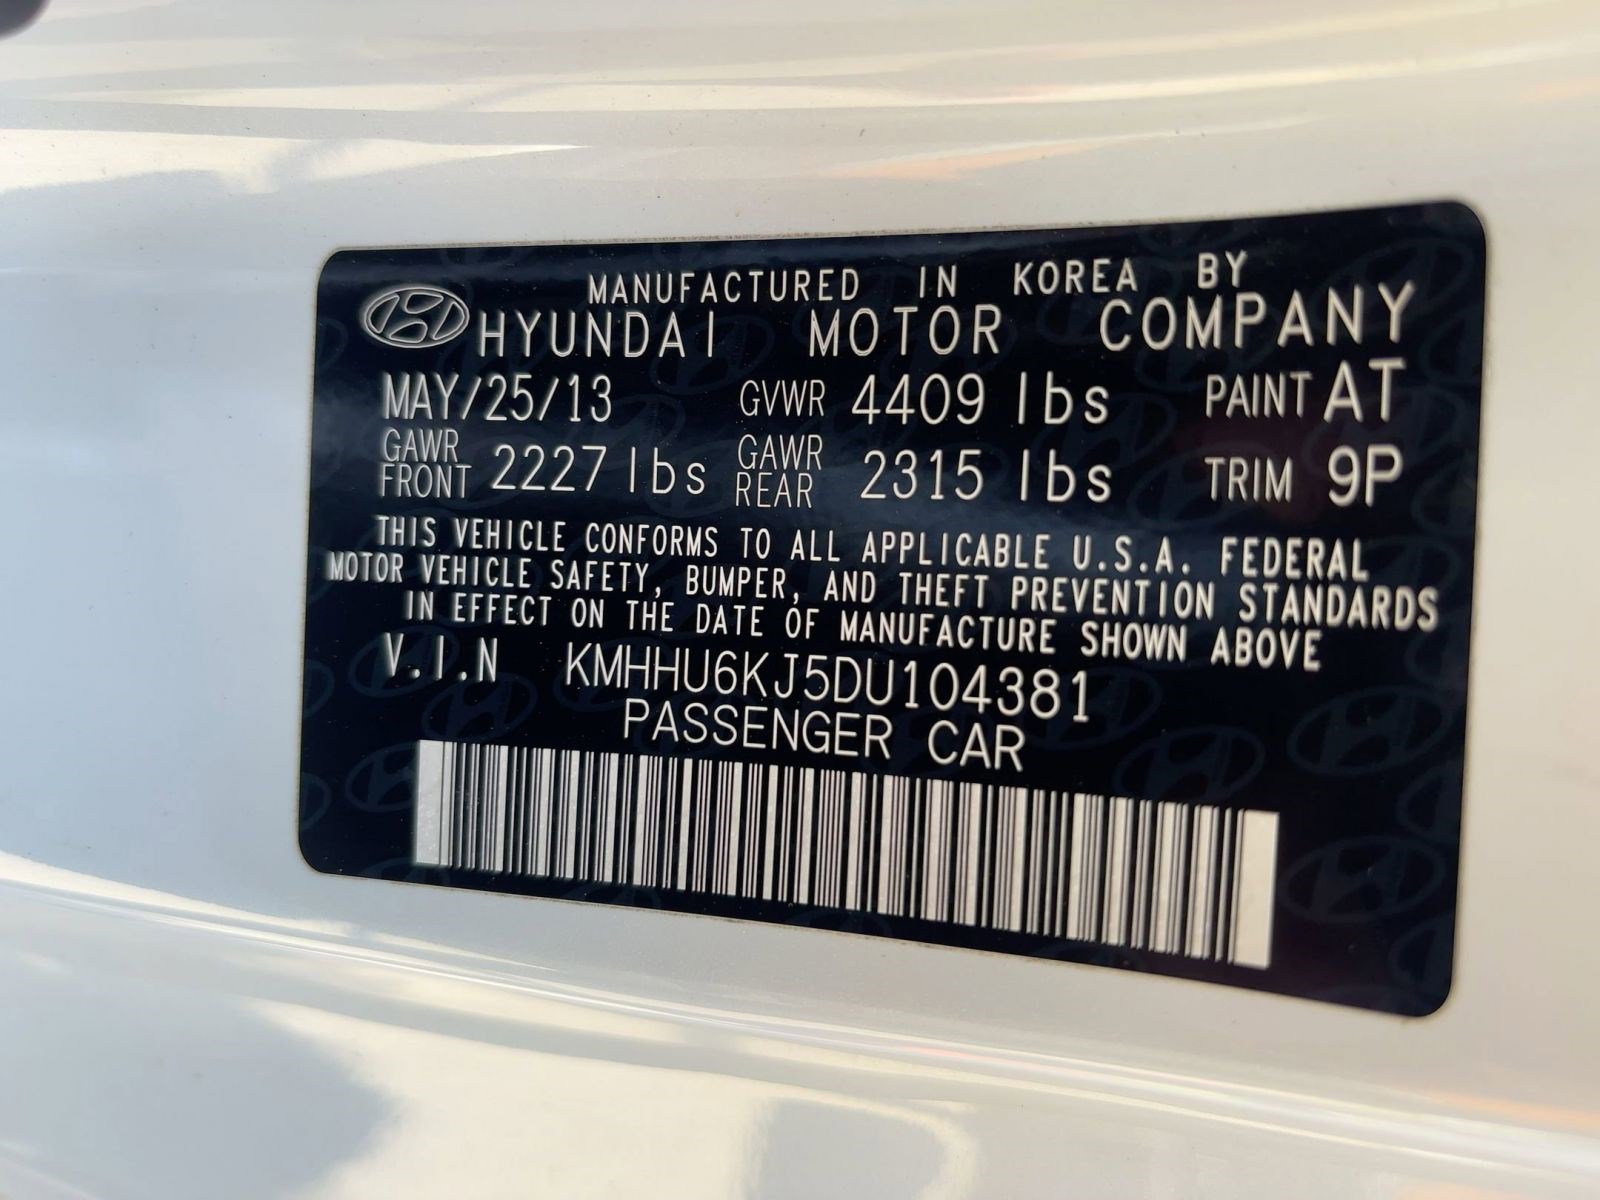 MANUFACTURED IN KOREA BY
HYUNDAI MOTOR COMPANY
MAY/25/13 GVWR 4409 lbs PAINT AT
GAWR FRONT 2227 lbs GAWR REAR 2315 lbs TRIM 9P
THIS VEHICLE CONFORMS TO ALL APPLICABLE U.S.A. FEDERAL
MOTOR VEHICLE SAFETY, BUMPER, AND THEFT PREVENTION STANDARDS
IN EFFECT ON THE DATE OF MANUFACTURE SHOWN ABOVE
V.I.N KMHHU6KJ5DU104381
PASSENGER CAR